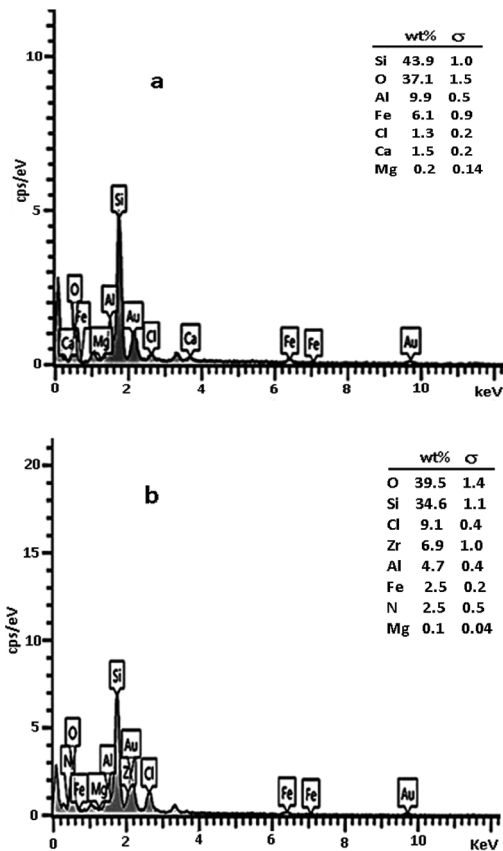 a
wt% σ
Si 43.9 1.0
O 37.1 1.5
Al 9.9 0.5
Fe 6.1 0.9
Cl 1.3 0.2
Ca 1.5 0.2
Mg 0.2 0.14
cps/eV
10
5
0
Si
O
Fe
Al
Au
Ca
Mg
Cl
Ca
Fe
Fe
Au
0 2 4 6 8 10
keV
b
wt% σ
O 39.5 1.4
Si 34.6 1.1
Cl 9.1 0.4
Zr 6.9 1.0
Al 4.7 0.4
Fe 2.5 0.2
N 2.5 0.5
Mg 0.1 0.04
cps/eV
20
15
10
5
0
Si
O
Au
N
Al
Zr
Cl
Fe
Mg
Fe
Fe
Au
0 2 4 6 8 10
KeV